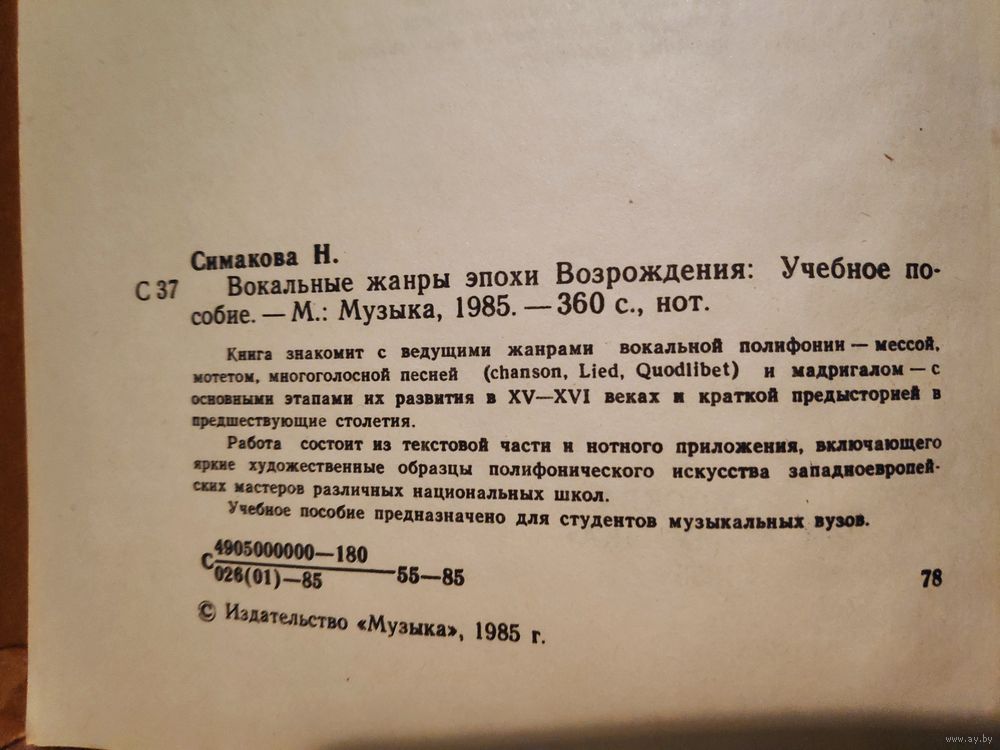 Симакова Н.
С 37 Вокальные жанры эпохи Возрождения: Учебное по-
собие. — М.: Музыка, 1985. — 360 с., нот.
Книга знакомит с ведущими жанрами вокальной полифонии — мессой,
мотетом, многоголосной песней (chanson, Lied, Quodlibet) и мадригалом — с
основными этапами их развития в XV—XVI веках и краткой предысторией в
предшествующие столетия.
Работа состоит из текстовой части и нотного приложения, включающего
яркие художественные образцы полифонического искусства западноевропей-
ских мастеров различных национальных школ.
Учебное пособие предназначено для студентов музыкальных вузов.
С 4905000000—180
026(01)—85 55—85
78
© Издательство «Музыка», 1985 г.
www.ay.by